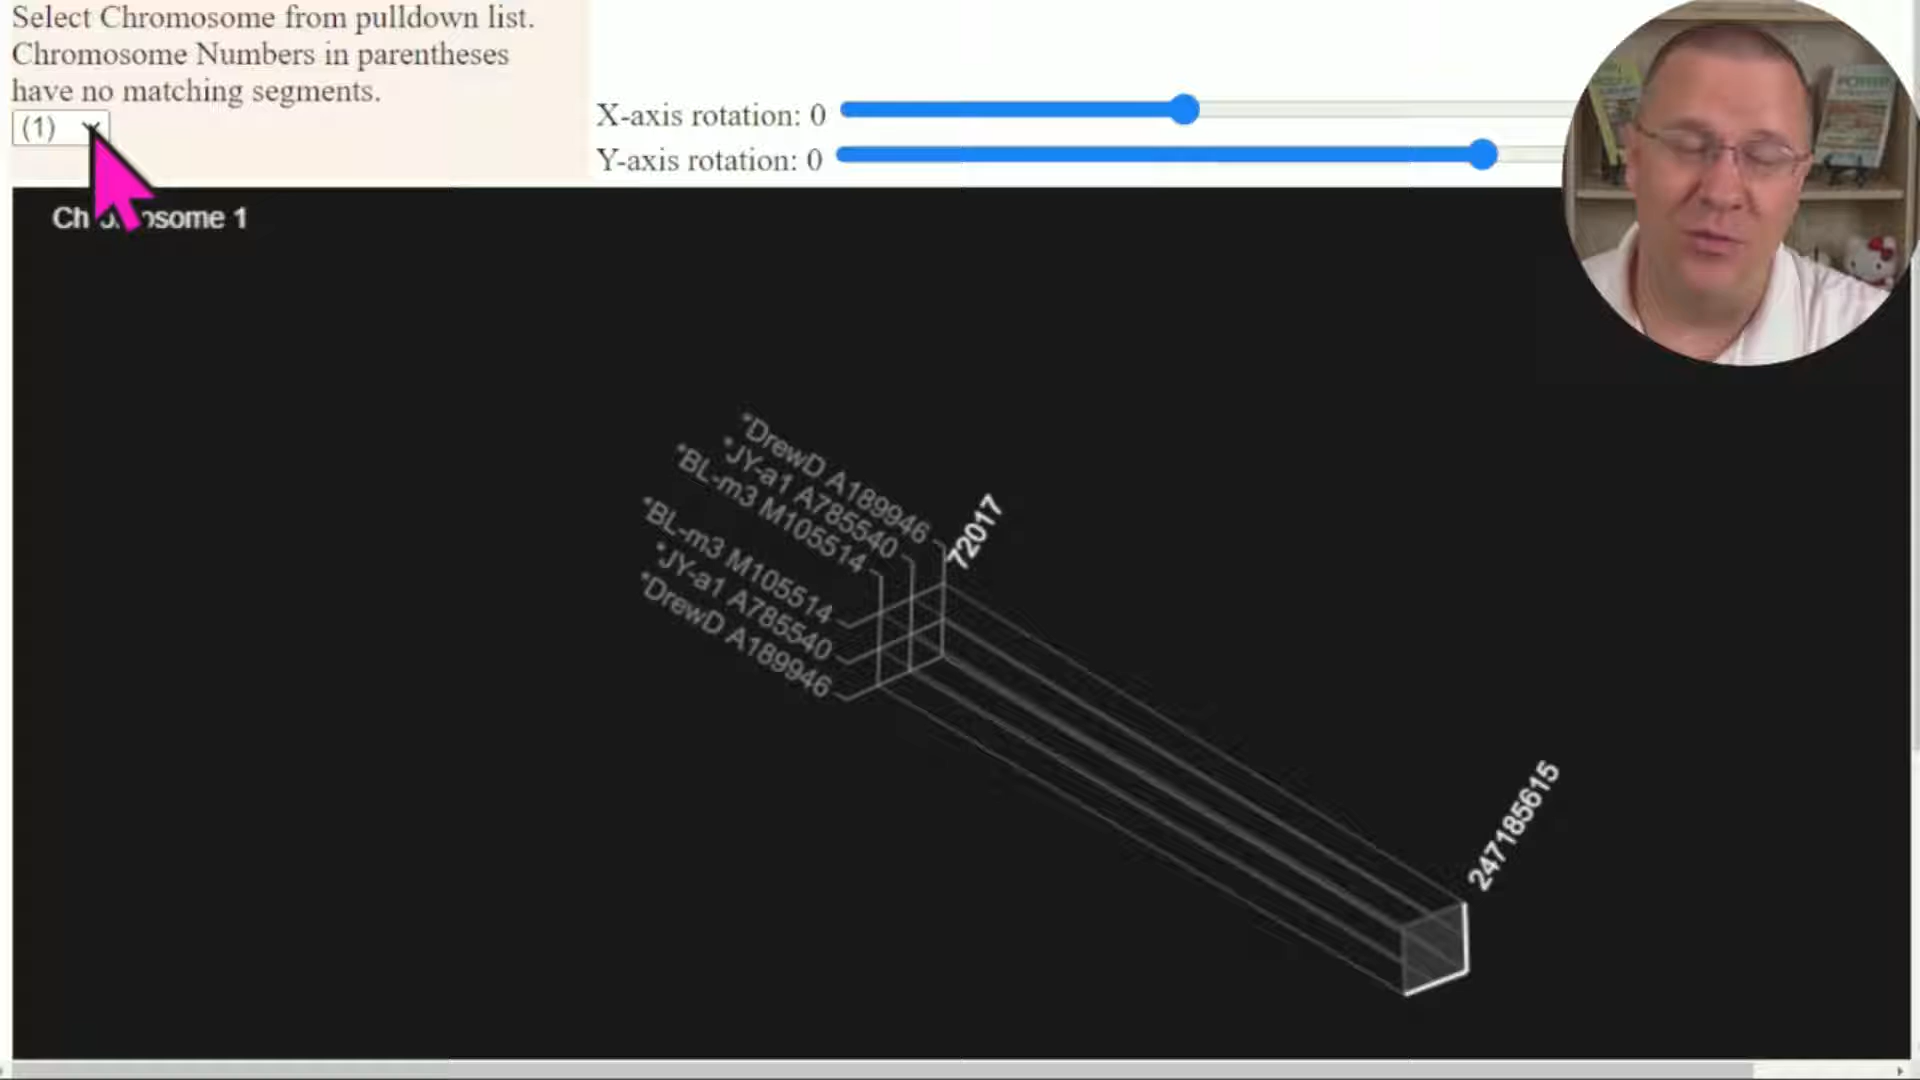 Select Chromosome from pulldown list.
Chromosome Numbers in parentheses
have no matching segments.
(1)
X-axis rotation: 0
Y-axis rotation: 0
*DrewD A189946
*JY-a1 A785540
*BL-m3 M105514
*BL-m3 M105514
*JY-a1 A785540
*DrewD A189946
72017
247185615